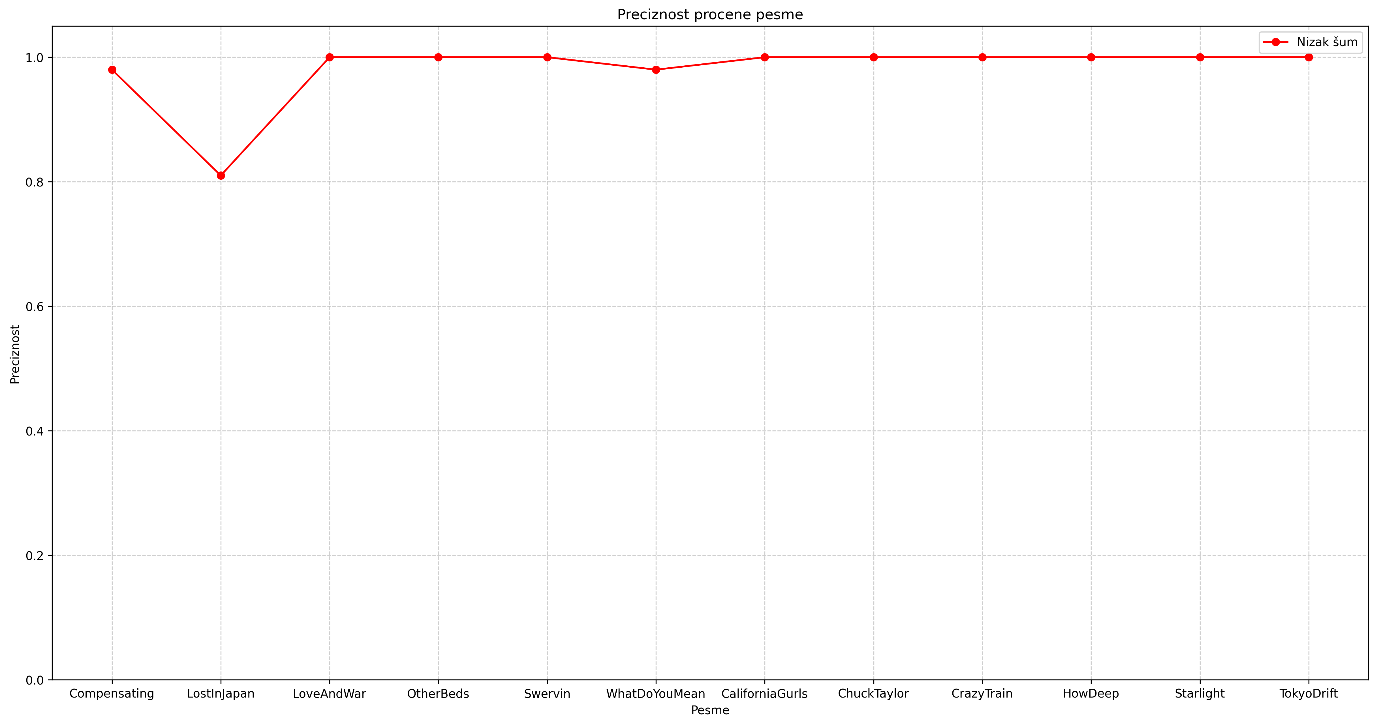 Preciznost procene pesme
Nizak šum
Preciznost
1.0
0.8
0.6
0.4
0.2
0.0
Compensating LostInJapan LoveAndWar OtherBeds Swervin WhatDoYouMean CaliforniaGurls ChuckTaylor CrazyTrain HowDeep Starlight TokyoDrift
Pesme